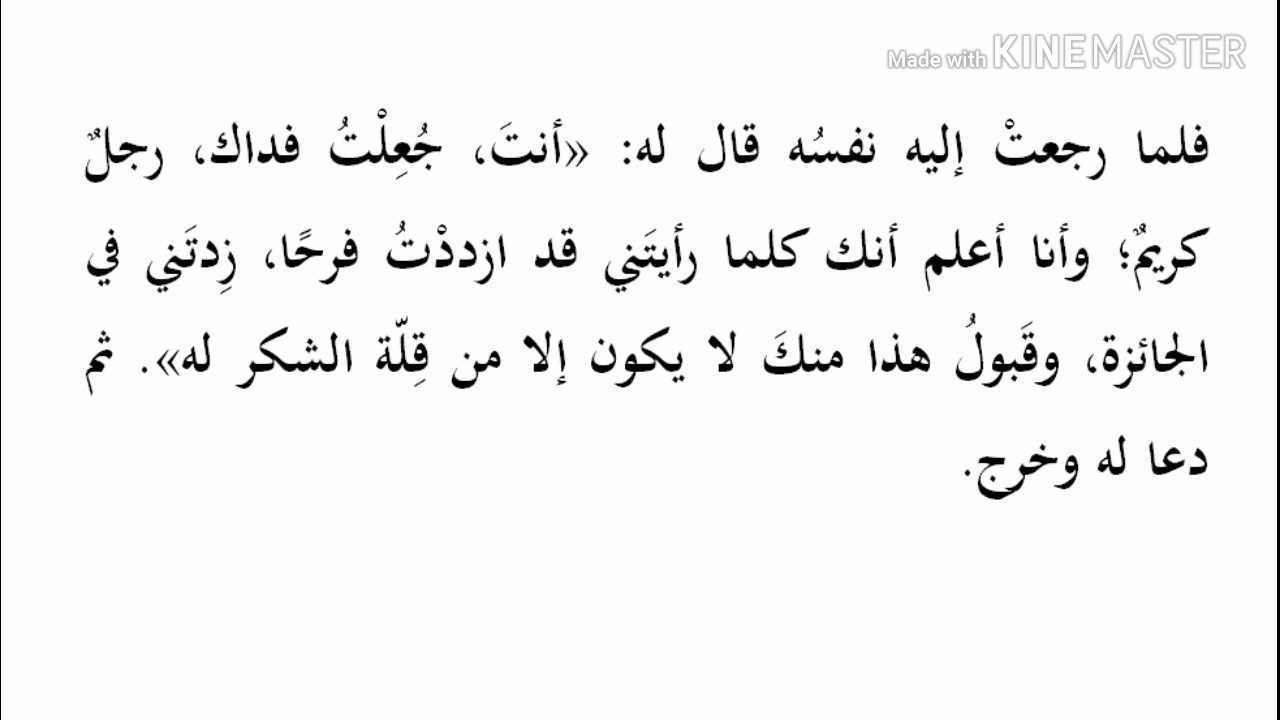 Made with KINEMASTER
فلما رجعتْ إليه نفسُه قال له: «أنتَ، جُعِلْتُ فداك، رجلٌ
كريمٌ؛ وأنا أعلم أنك كلما رأيتَني قد ازددْتُ فرحًا، زِدتَني في
الجائزة، وقَبولُ هذا منكَ لا يكون إلا من قِلّة الشكر له». ثم
دعا له وخرج.